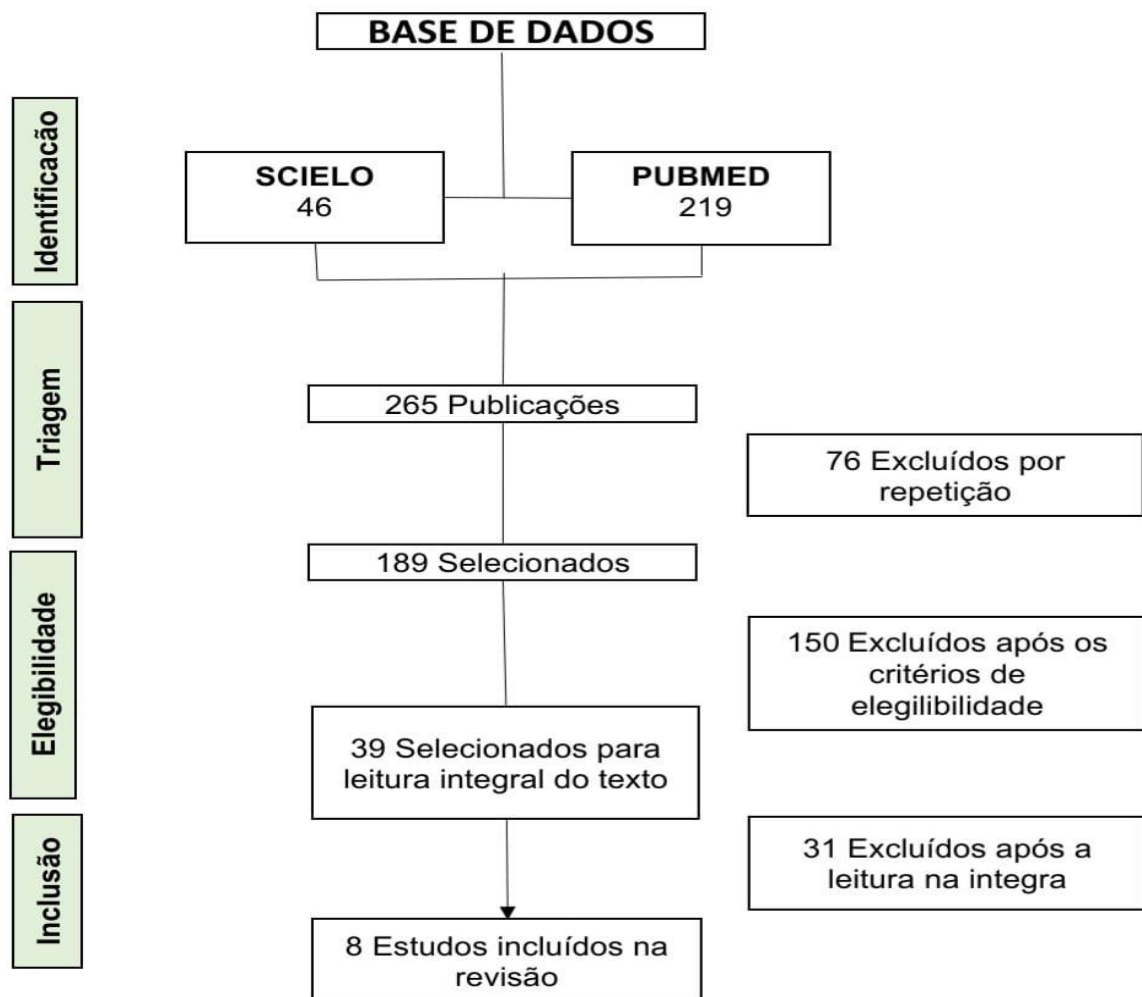 BASE DE DADOS
Identificação
SCIELO
46
PUBMED
219
Triagem
265 Publicações
76 Excluídos por
repetição
189 Selecionados
Elegibilidade
150 Excluídos após os
critérios de
elegilibilidade
39 Selecionados para
leitura integral do texto
Inclusão
31 Excluídos após a
leitura na integra
8 Estudos incluídos na
revisão